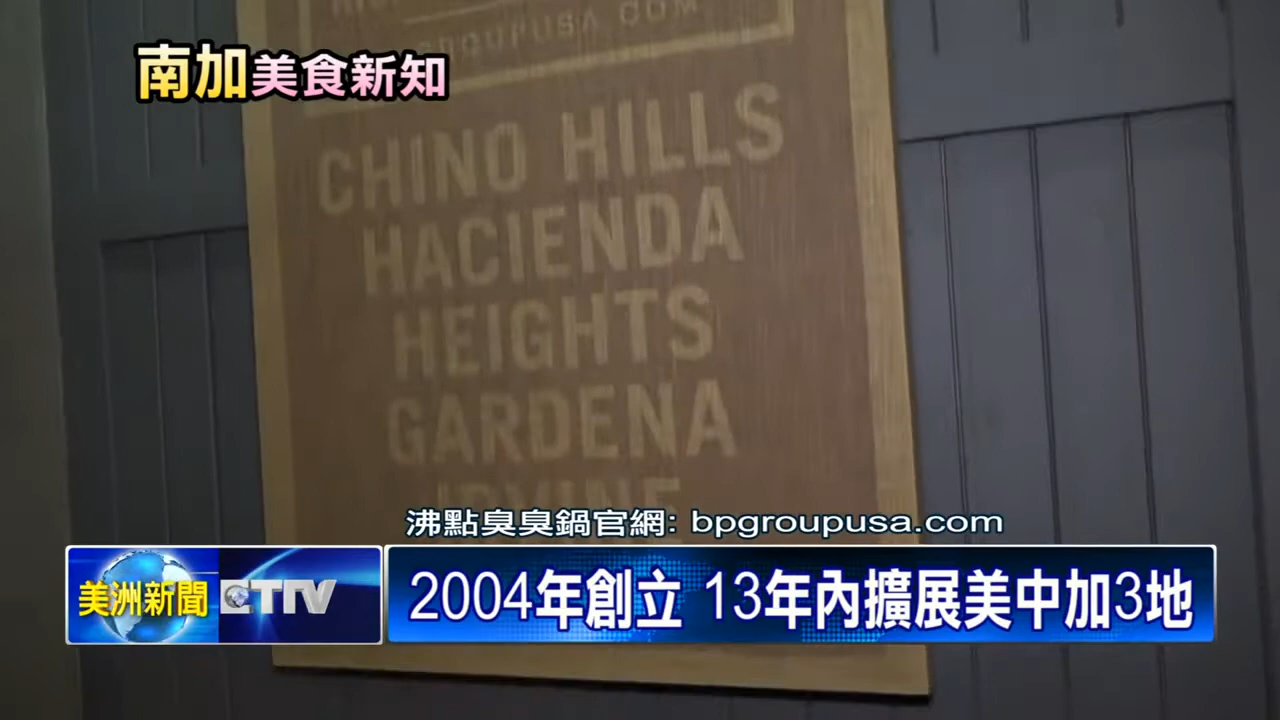 GROUPUSA.COM
南加美食新知
CHINO HILLS
HACIENDA
HEIGHTS
GARDENA
IRVINE
沸點臭臭鍋官網: bpgroupusa.com
美洲新聞 CTITV
2004年創立 13年內擴展美中加3地